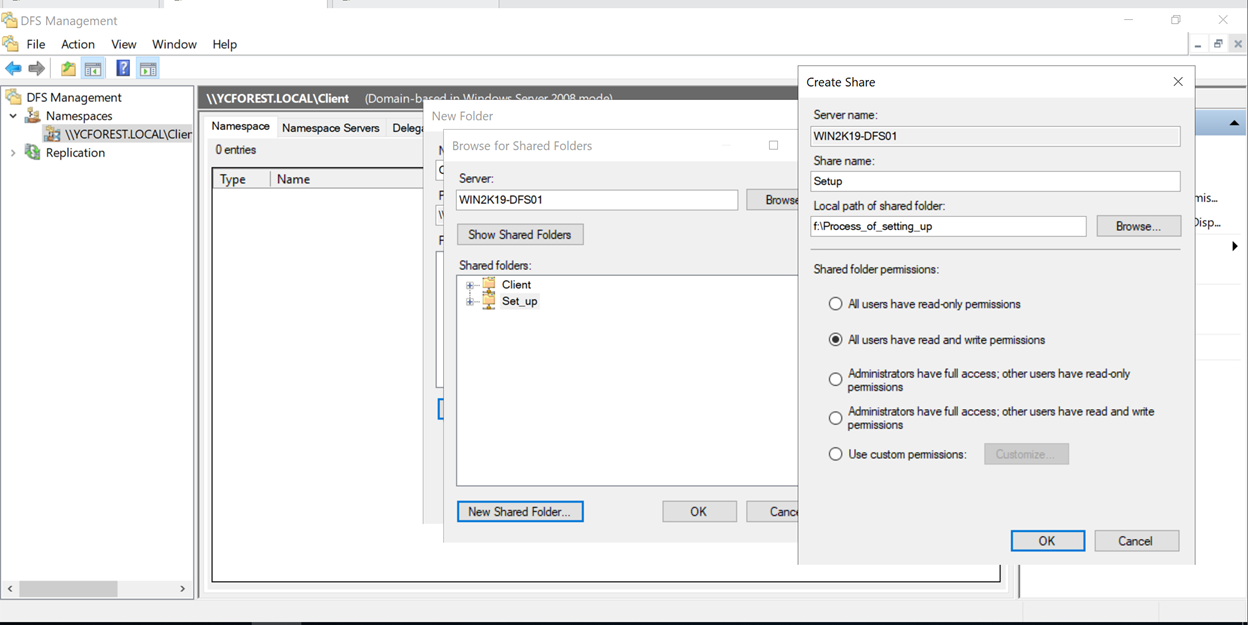 DFS Management
File Action View Window Help
DFS Management
Namespaces
\\YCFOREST.LOCAL\Clier
Replication
\\YCFOREST.LOCAL\Client (Domain-based in Windows Server 2008 mode)
Namespace Namespace Servers Delega
0 entries
Type Name
New Folder
Browse for Shared Folders
Server:
WIN2K19-DFS01
Browse
Show Shared Folders
Shared folders:
Client
Set_up
New Shared Folder... OK Cance
Create Share
Server name:
WIN2K19-DFS01
Share name:
Setup
Local path of shared folder:
f:\Process_of_setting_up Browse...
Shared folder permissions:
All users have read-only permissions
All users have read and write permissions
Administrators have full access; other users have read-only
permissions
Administrators have full access; other users have read and write
permissions
Use custom permissions: Customize...
OK Cancel
mis...
Disp...